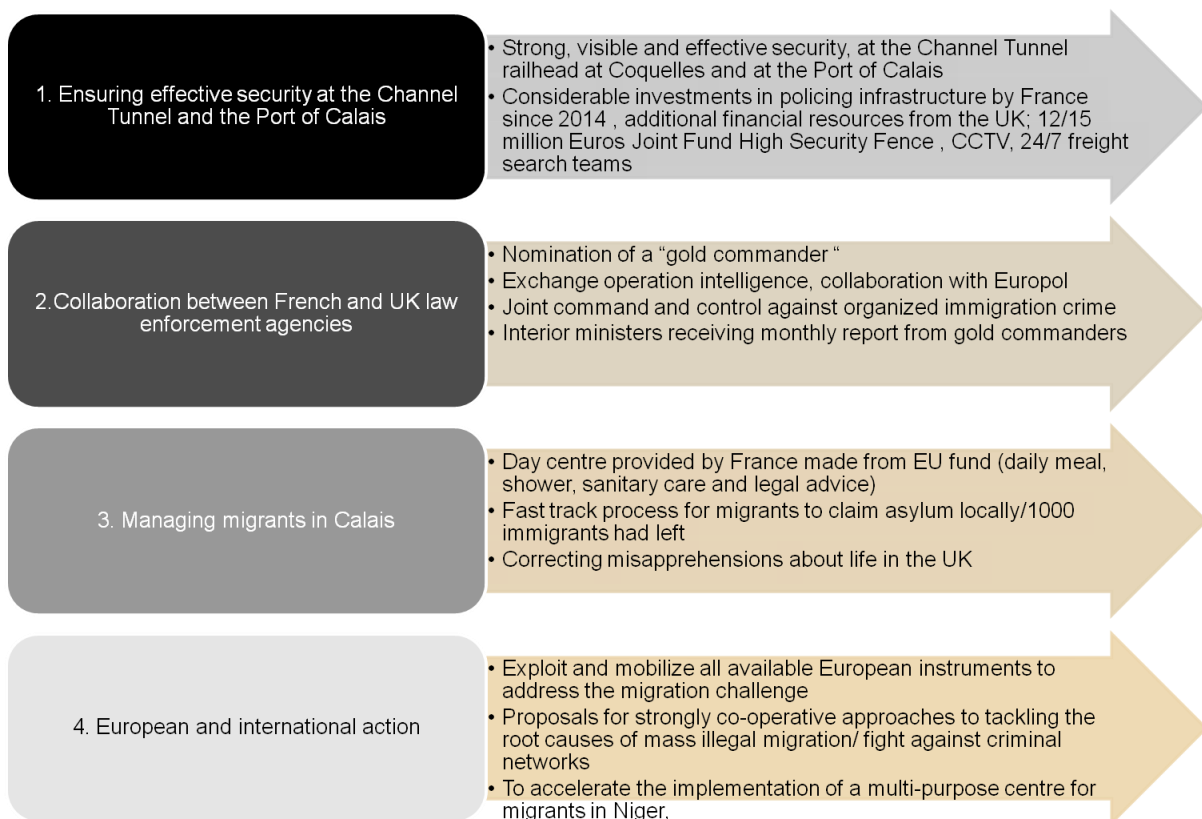 1. Ensuring effective security at the Channel
Tunnel and the Port of Calais
• Strong, visible and effective security, at the Channel Tunnel
railhead at Coquelles and at the Port of Calais
• Considerable investments in policing infrastructure by France
since 2014 , additional financial resources from the UK; 12/15
million Euros Joint Fund High Security Fence , CCTV, 24/7 freight
search teams
2.Collaboration between French and UK law
enforcement agencies
• Nomination of a “gold commander “
• Exchange operation intelligence, collaboration with Europol
• Joint command and control against organized immigration crime
• Interior ministers receiving monthly report from gold commanders
3. Managing migrants in Calais
• Day centre provided by France made from EU fund (daily meal,
shower, sanitary care and legal advice)
• Fast track process for migrants to claim asylum locally/1000
immigrants had left
• Correcting misapprehensions about life in the UK
4. European and international action
• Exploit and mobilize all available European instruments to
address the migration challenge
• Proposals for strongly co-operative approaches to tackling the
root causes of mass illegal migration/ fight against criminal
networks
• To accelerate the implementation of a multi-purpose centre for
migrants in Niger,